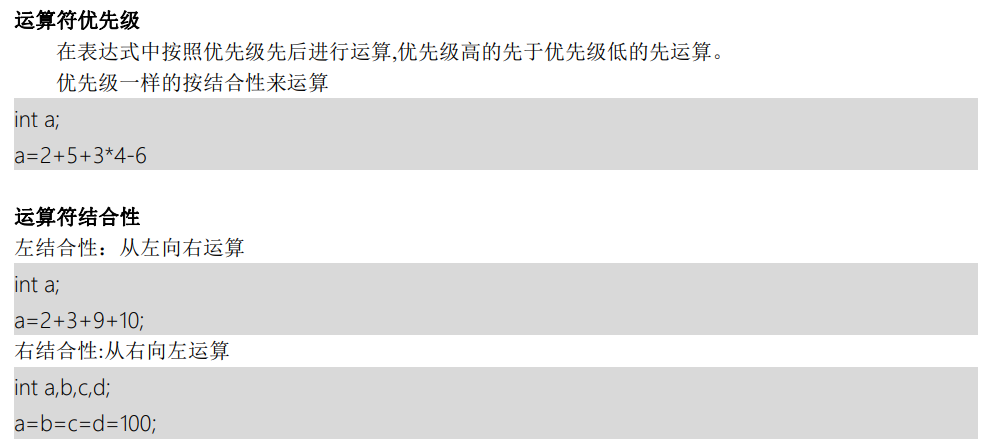 运算符优先级
在表达式中按照优先级先后进行运算,优先级高的先于优先级低的先运算。
优先级一样的按结合性来运算
int a;
a=2+5+3*4-6
运算符结合性
左结合性：从左向右运算
int a;
a=2+3+9+10;
右结合性:从右向左运算
int a,b,c,d;
a=b=c=d=100;